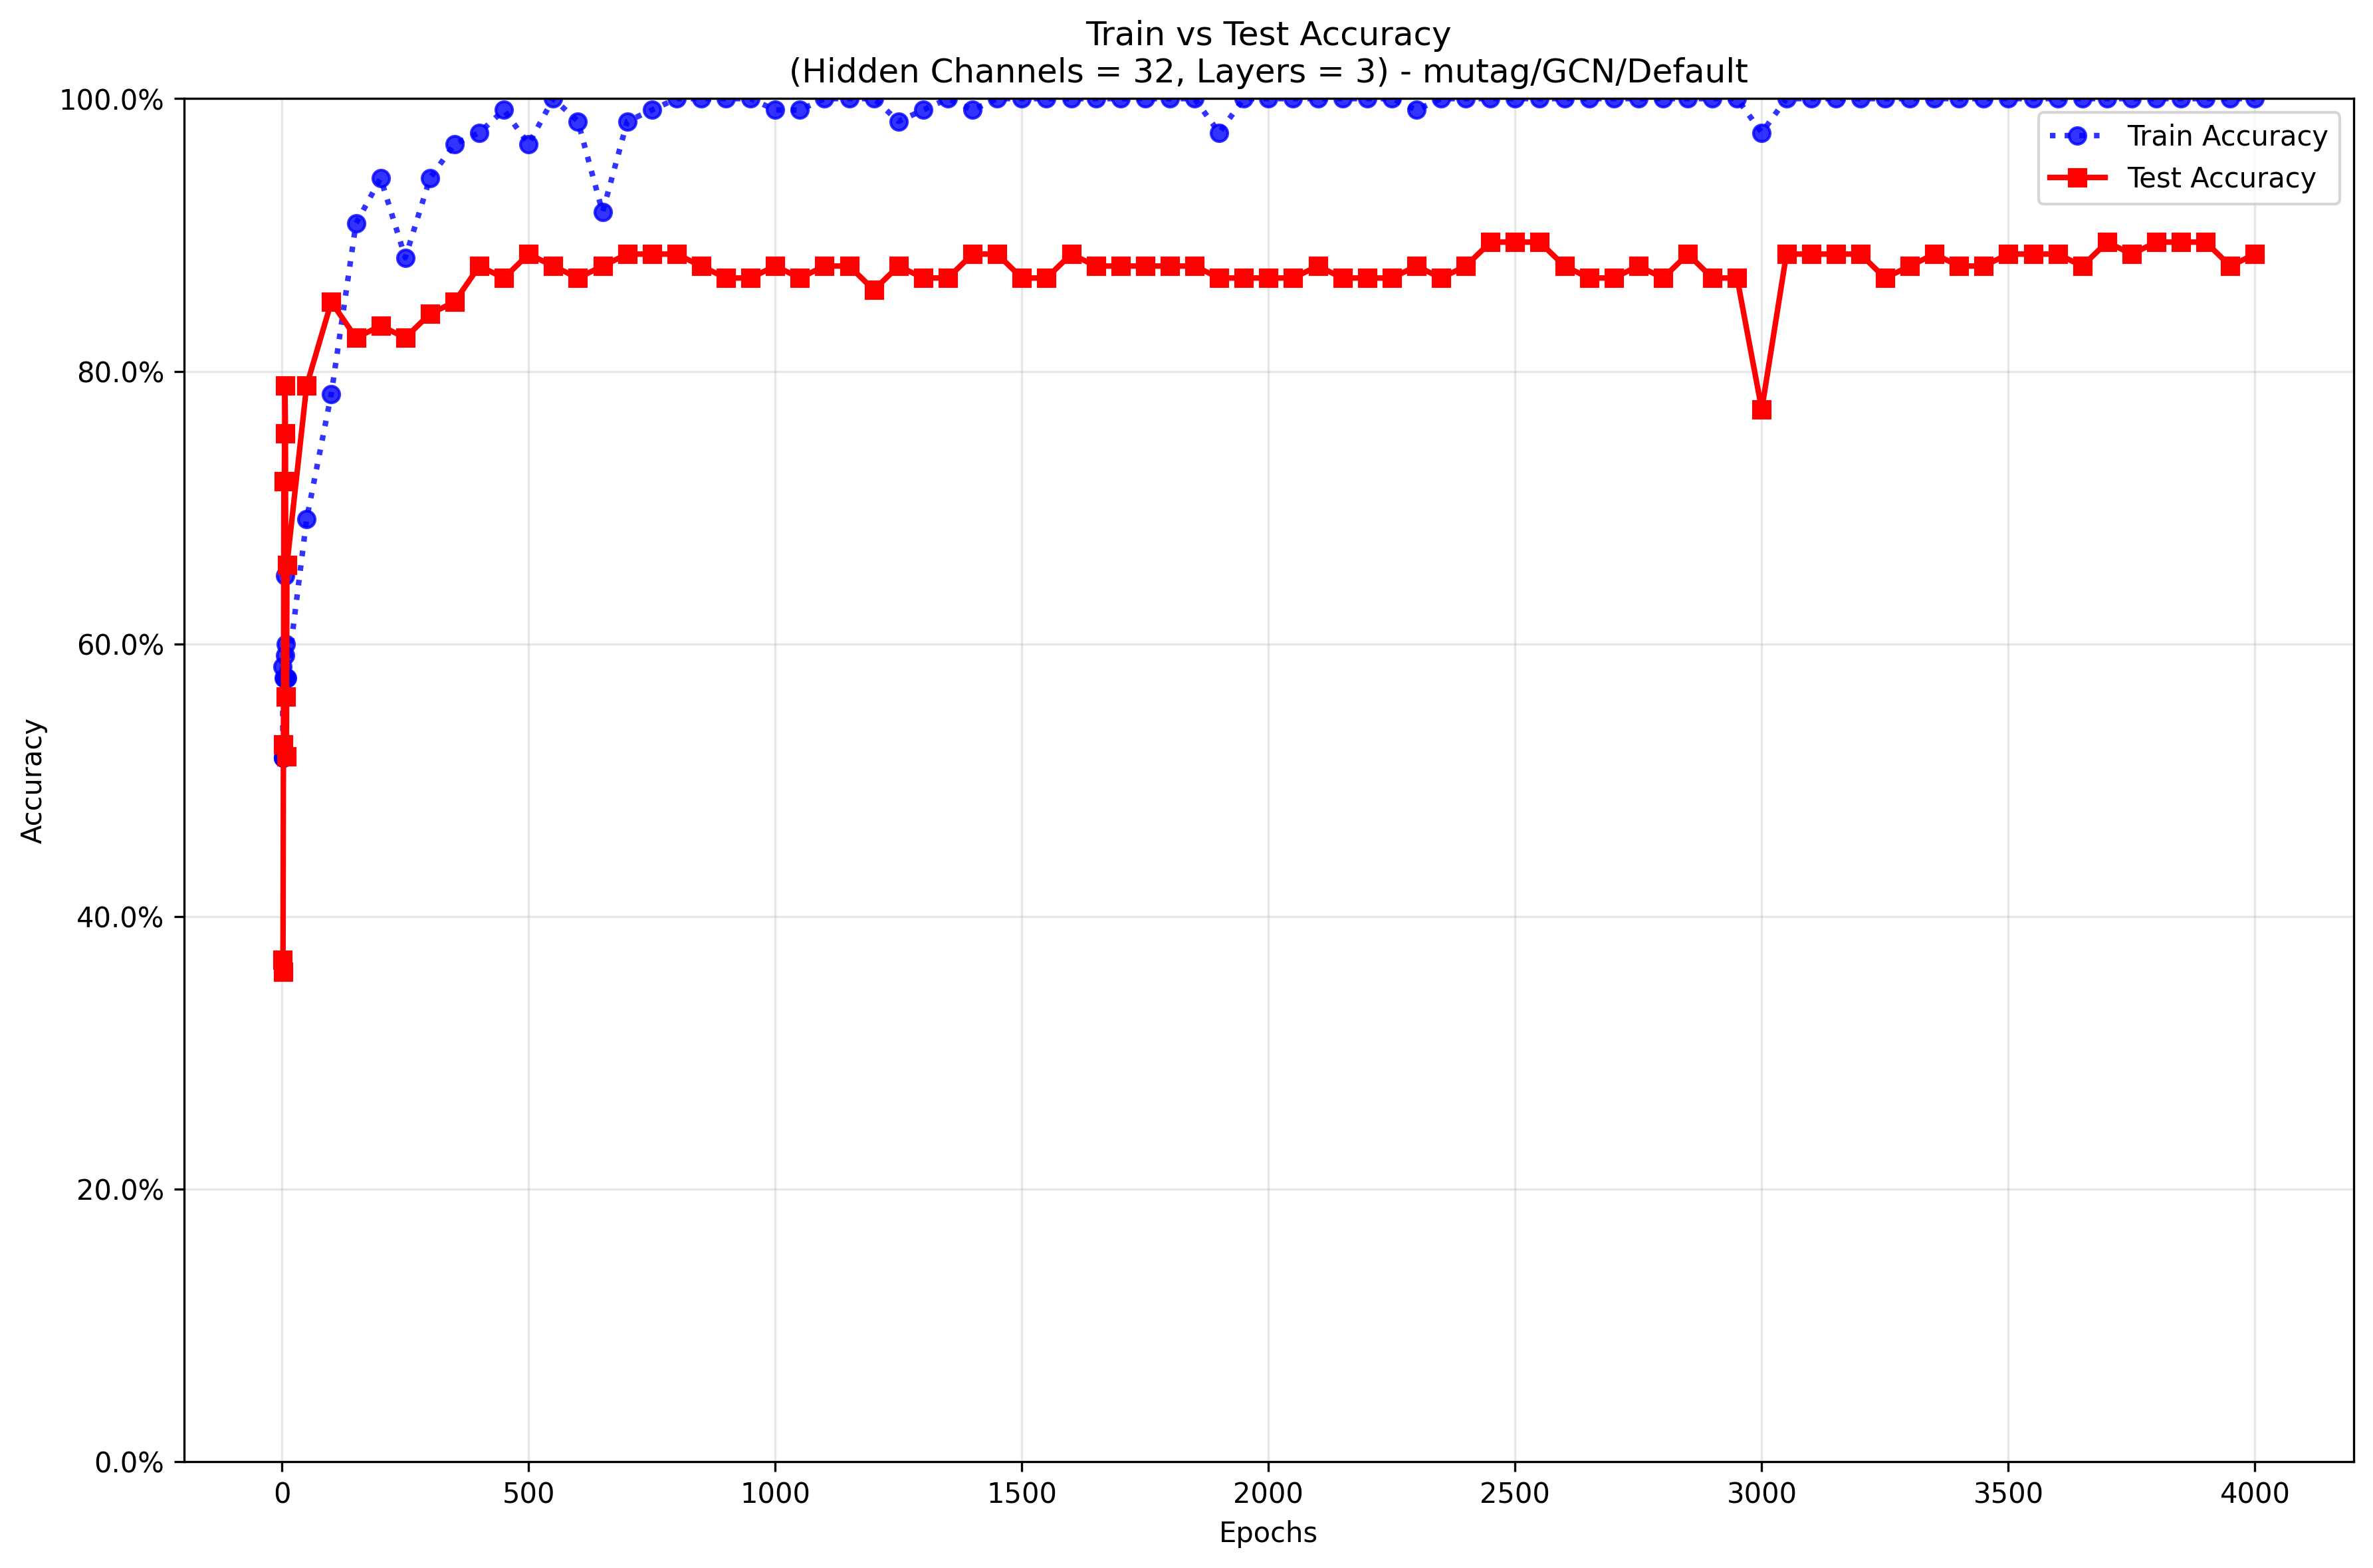 Train vs Test Accuracy
(Hidden Channels = 32, Layers = 3) - mutag/GCN/Default
100.0%
80.0%
60.0%
40.0%
20.0%
0.0%
Accuracy
Train Accuracy
Test Accuracy
0 500 1000 1500 2000 2500 3000 3500 4000
Epochs